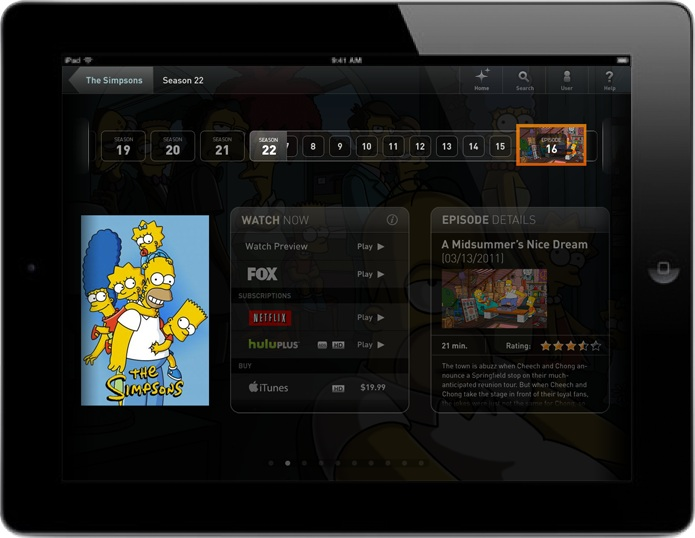 iPad 9:41 AM
The Simpsons Season 22
Home Search User ? Help
SEASON 19 SEASON 20 SEASON 21 SEASON 22 7 8 9 10 11 12 13 14 15 EPISODE 16
WATCH NOW i
Watch Preview Play
FOX Play
SUBSCRIPTIONS
NETFLIX Play
huluPLUS HD Play
BUY
iTunes HD $19.99
EPISODE DETAILS
A Midsummer's Nice Dream
[03/13/2011]
21 min. Rating:
The town is abuzz when Cheech and Chong an-
nounce a Springfield stop on their much-
anticipated reunion tour. But when Cheech and
Chong take the stage in front of their loyal fans,
THE
SIMPSONS